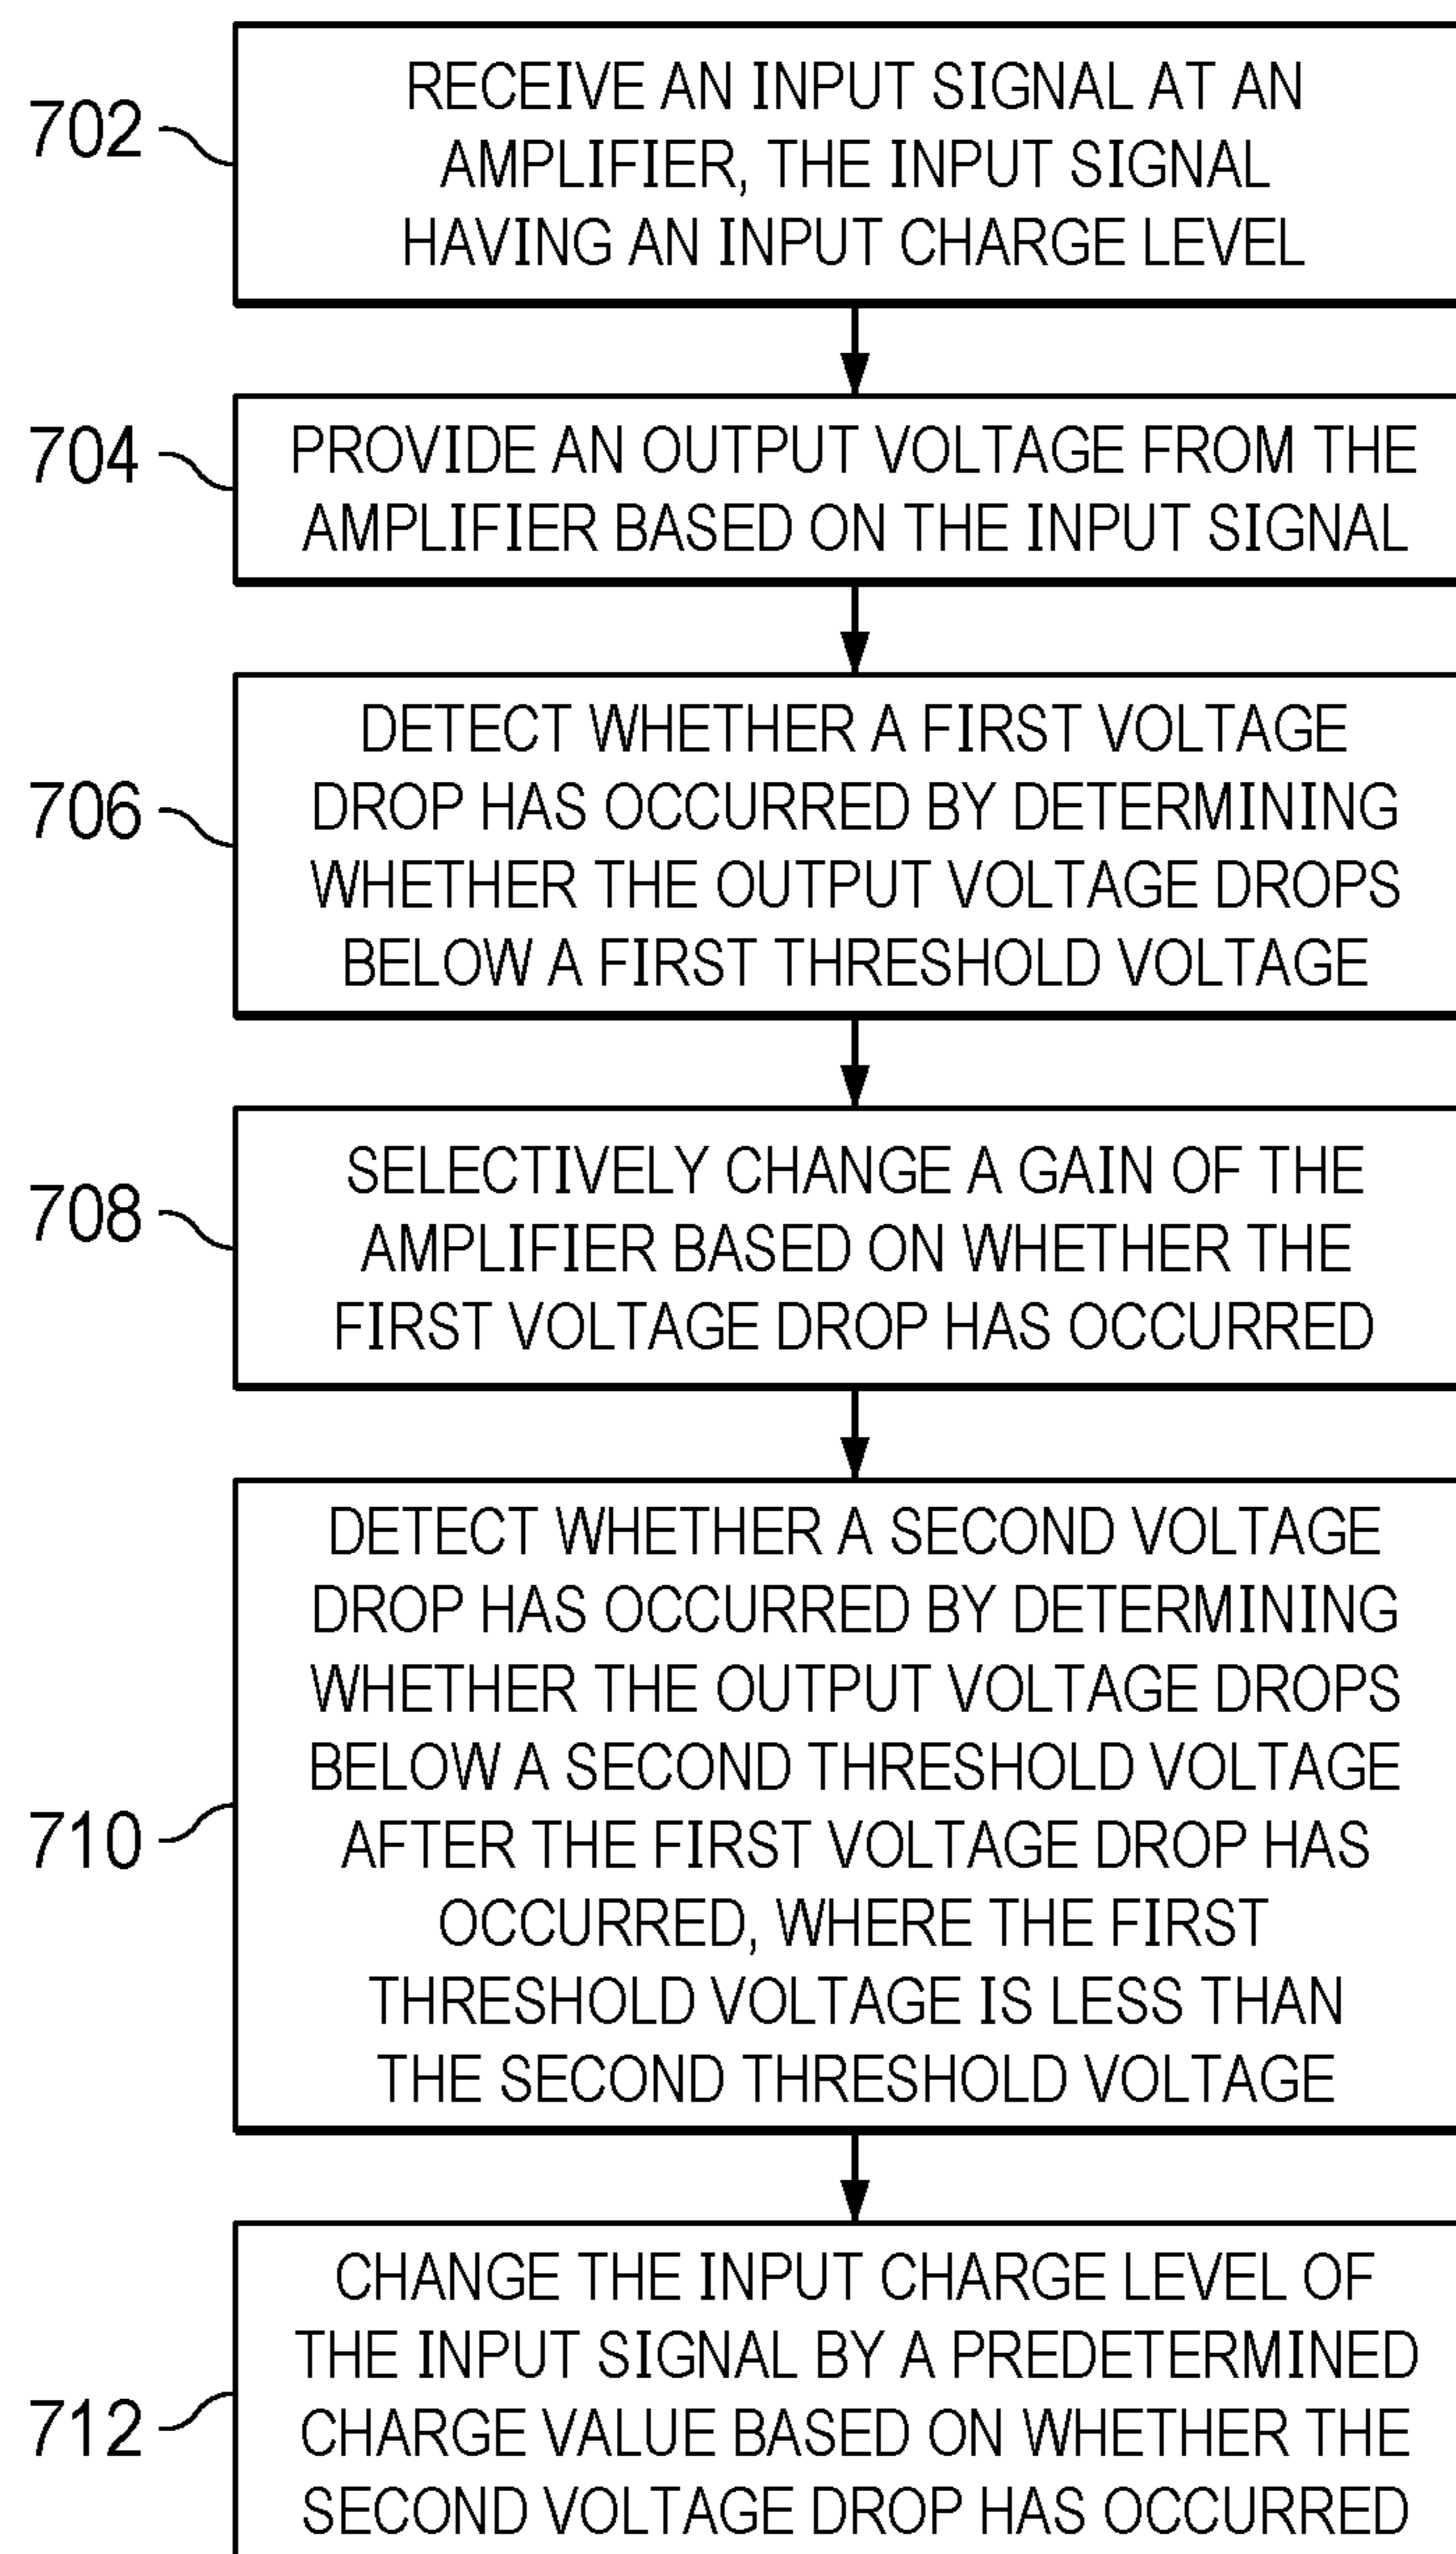 702
RECEIVE AN INPUT SIGNAL AT AN
AMPLIFIER, THE INPUT SIGNAL
HAVING AN INPUT CHARGE LEVEL
704
PROVIDE AN OUTPUT VOLTAGE FROM THE
AMPLIFIER BASED ON THE INPUT SIGNAL
706
DETECT WHETHER A FIRST VOLTAGE
DROP HAS OCCURRED BY DETERMINING
WHETHER THE OUTPUT VOLTAGE DROPS
BELOW A FIRST THRESHOLD VOLTAGE
708
SELECTIVELY CHANGE A GAIN OF THE
AMPLIFIER BASED ON WHETHER THE
FIRST VOLTAGE DROP HAS OCCURRED
710
DETECT WHETHER A SECOND VOLTAGE
DROP HAS OCCURRED BY DETERMINING
WHETHER THE OUTPUT VOLTAGE DROPS
BELOW A SECOND THRESHOLD VOLTAGE
AFTER THE FIRST VOLTAGE DROP HAS
OCCURRED, WHERE THE FIRST
THRESHOLD VOLTAGE IS LESS THAN
THE SECOND THRESHOLD VOLTAGE
712
CHANGE THE INPUT CHARGE LEVEL OF
THE INPUT SIGNAL BY A PREDETERMINED
CHARGE VALUE BASED ON WHETHER THE
SECOND VOLTAGE DROP HAS OCCURRED